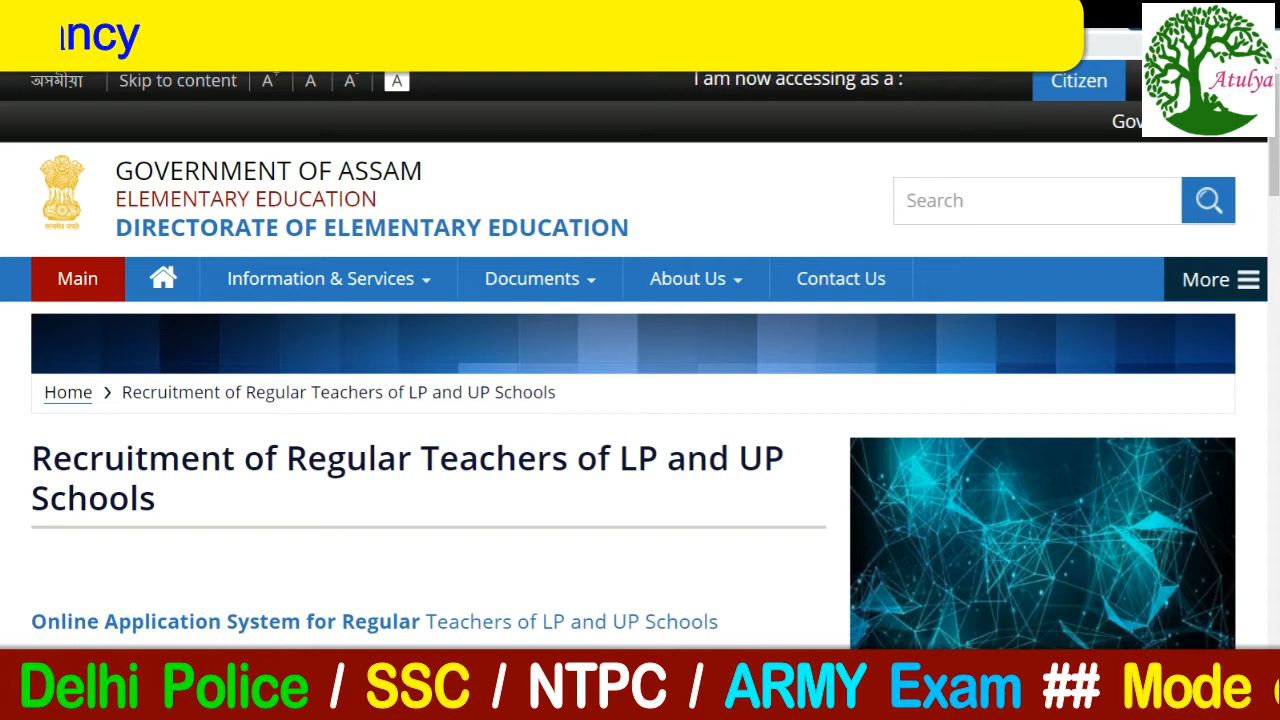 ancy
অসমীয়া Skip to content A+ A A- A I am now accessing as a : Citizen
Atulya
GOVERNMENT OF ASSAM
ELEMENTARY EDUCATION
DIRECTORATE OF ELEMENTARY EDUCATION
Search
Main Information & Services Documents About Us Contact Us More
Home > Recruitment of Regular Teachers of LP and UP Schools
Recruitment of Regular Teachers of LP and UP
Schools
Online Application System for Regular Teachers of LP and UP Schools
Delhi Police / SSC / NTPC / ARMY Exam ## Mode